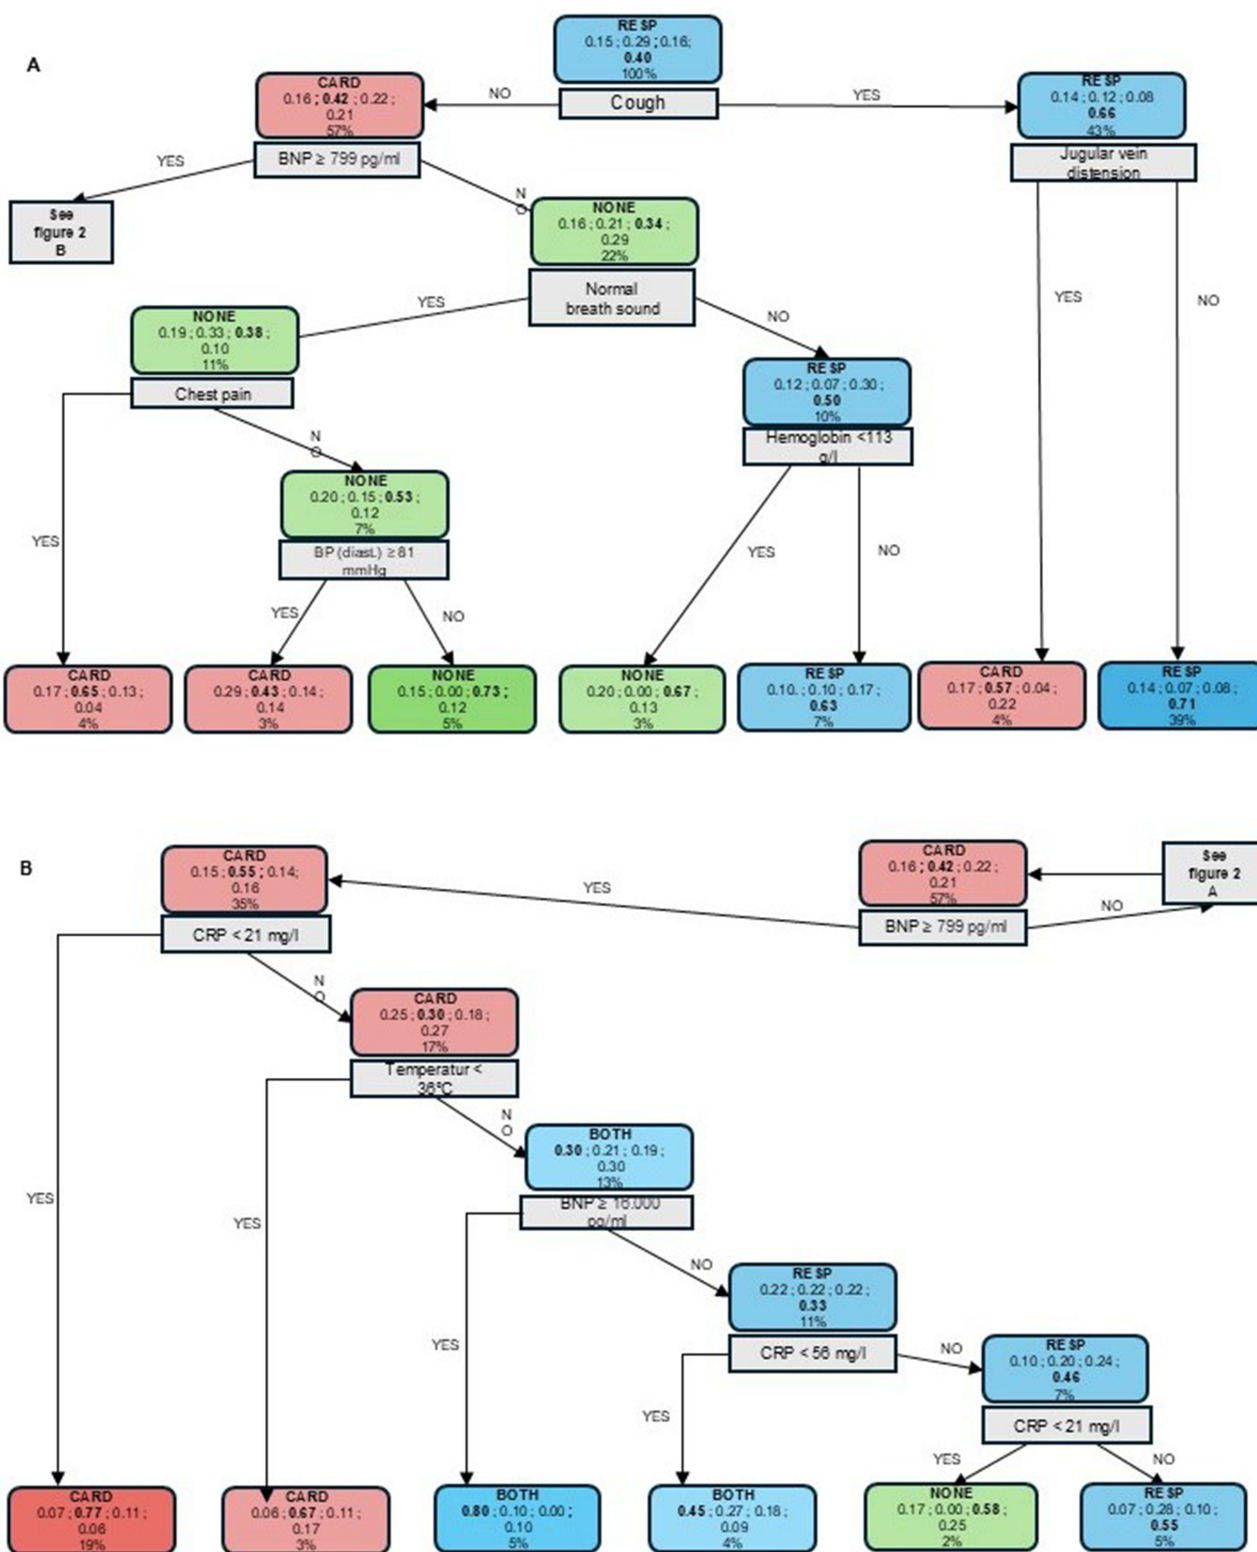 RESP
0.15 ; 0.29 ; 0.16;
0.40
100%
Cough
A
NO
YES
CARD
0.16 ; 0.42 ; 0.22 ;
0.21
57%
BNP ≥ 799 pg/ml
RESP
0.14 ; 0.12 ; 0.08
0.66
43%
Jugular vein
distension
YES
See
figure 2
B
N
O
NONE
0.16 ; 0.21 ; 0.34 ;
0.29
22%
Normal
breath sound
YES
NO
YES
NO
NONE
0.19 ; 0.33 ; 0.38 ;
0.10
11%
Chest pain
RESP
0.12 ; 0.07 ; 0.30 ;
0.50
10%
Hemoglobin <113
g/l
N
O
NONE
0.20 ; 0.15 ; 0.53 ;
0.12
7%
BP (diast.) ≥ 81
mmHg
YES
YES
NO
YES
NO
CARD
0.17 ; 0.65 ; 0.13 ;
0.04
4%
CARD
0.29 ; 0.43 ; 0.14 ;
0.14
3%
NONE
0.15 ; 0.00 ; 0.73 ;
0.12
5%
NONE
0.20 ; 0.00 ; 0.67 ;
0.13
3%
RESP
0.10. ; 0.10 ; 0.17 ;
0.63
7%
CARD
0.17 ; 0.57 ; 0.04 ;
0.22
4%
RESP
0.14 ; 0.07 ; 0.08 ;
0.71
39%
B
CARD
0.15 ; 0.55 ; 0.14;
0.16
35%
CRP < 21 mg/l
YES
CARD
0.16 ; 0.42 ; 0.22 ;
0.21
57%
BNP ≥ 799 pg/ml
NO
See
figure 2
A
N
O
CARD
0.25 ; 0.30 ; 0.18 ;
0.27
17%
Temperatur <
36°C
N
O
BOTH
0.30 ; 0.21 ; 0.19 ;
0.30
13%
BNP ≥ 16.000
pg/ml
YES
YES
NO
RESP
0.22 ; 0.22 ; 0.22 ;
0.33
11%
CRP < 56 mg/l
YES
NO
RESP
0.10 ; 0.20 ; 0.24 ;
0.46
7%
CRP < 21 mg/l
YES
YES
NO
CARD
0.07 ; 0.77 ; 0.11 ;
0.06
19%
CARD
0.06 ; 0.67 ; 0.11 ;
0.17
3%
BOTH
0.80 ; 0.10 ; 0.00 ;
0.10
5%
BOTH
0.45 ; 0.27 ; 0.18 ;
0.09
4%
NONE
0.17 ; 0.00 ; 0.58 ;
0.25
2%
RESP
0.07 ; 0.28 ; 0.10 ;
0.55
5%